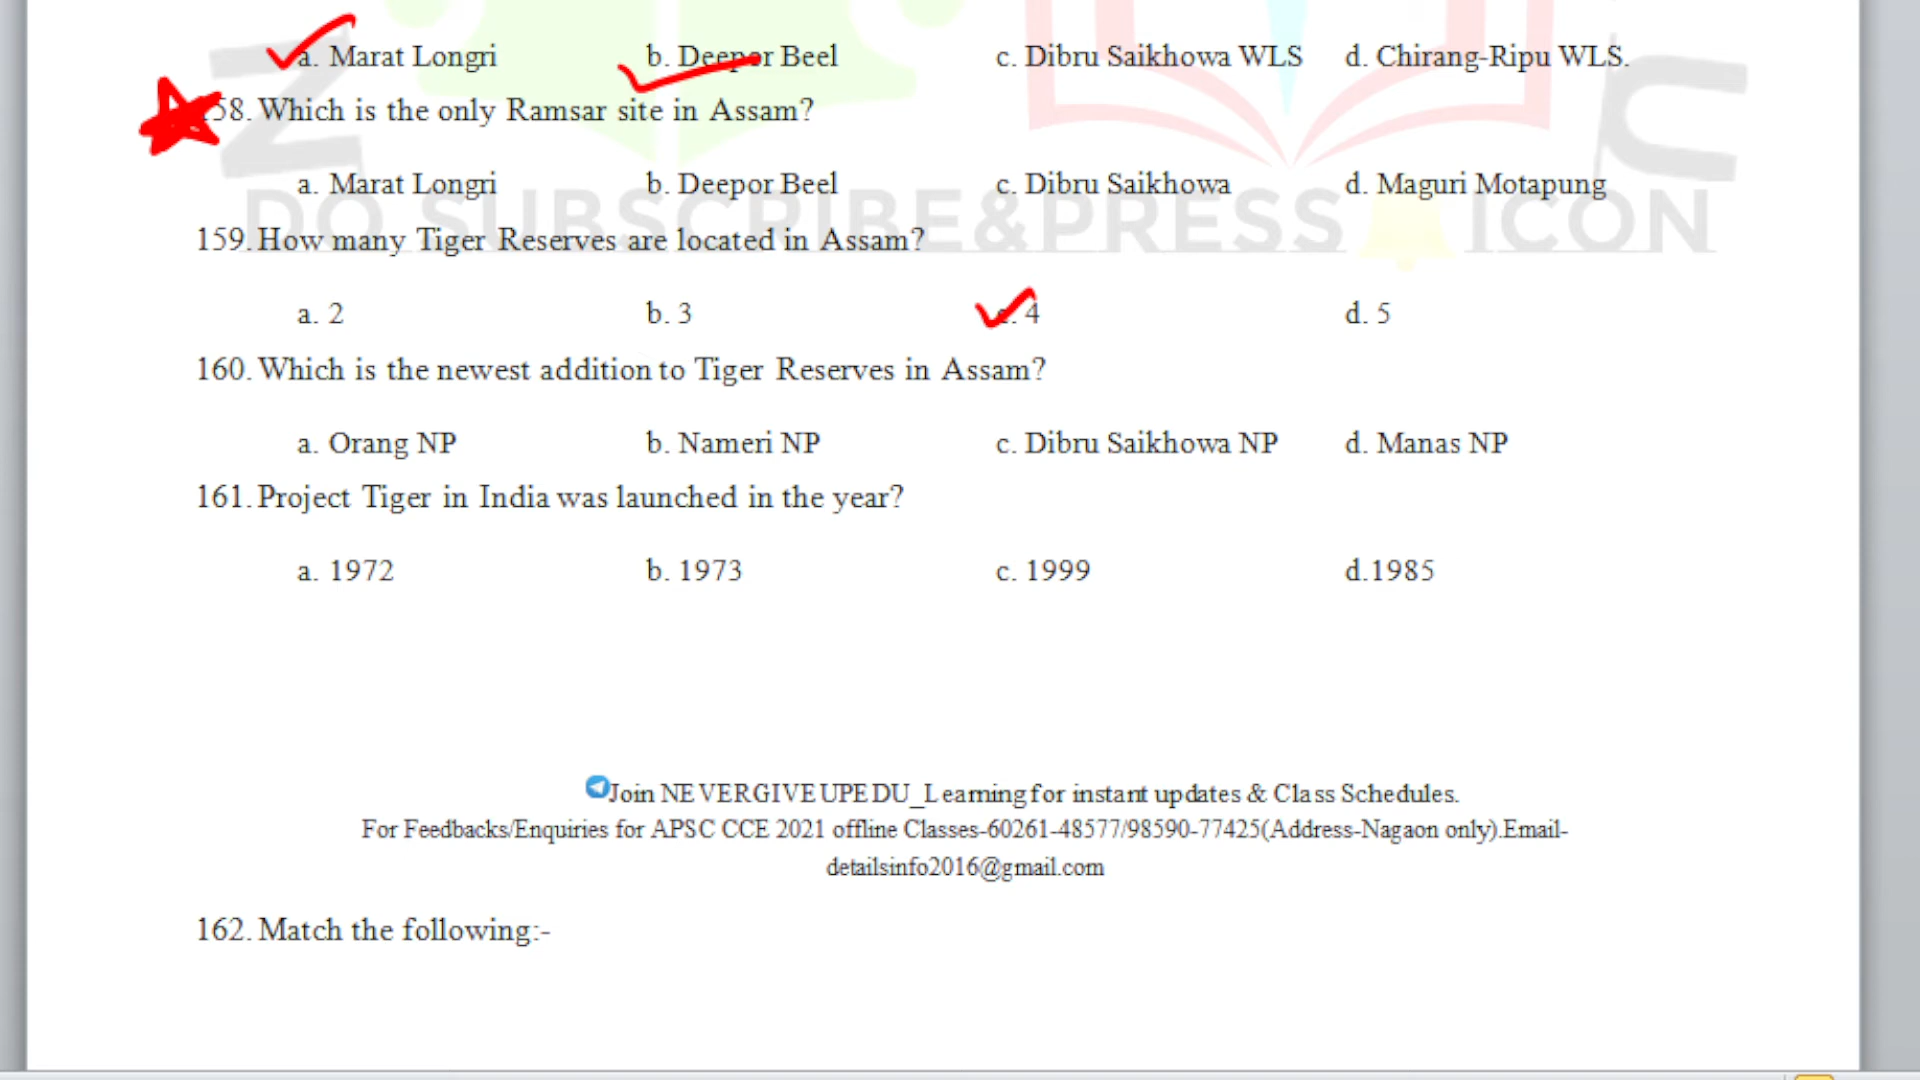 a. Marat Longri b. Deepor Beel c. Dibru Saikhowa WLS d. Chirang-Ripu WLS.
58. Which is the only Ramsar site in Assam?
a. Marat Longri b. Deepor Beel c. Dibru Saikhowa d. Maguri Motapung
DO SUBSCRIBE&PRESS ICON
159. How many Tiger Reserves are located in Assam?
a. 2 b. 3 c. 4 d. 5
160. Which is the newest addition to Tiger Reserves in Assam?
a. Orang NP b. Nameri NP c. Dibru Saikhowa NP d. Manas NP
161. Project Tiger in India was launched in the year?
a. 1972 b. 1973 c. 1999 d.1985
Join NEVERGIVEUPEDU_Learning for instant updates & Class Schedules.
For Feedbacks/Enquiries for APSC CCE 2021 offline Classes-60261-48577/98590-77425(Address-Nagaon only).Email-
detailsinfo2016@gmail.com
162. Match the following:-